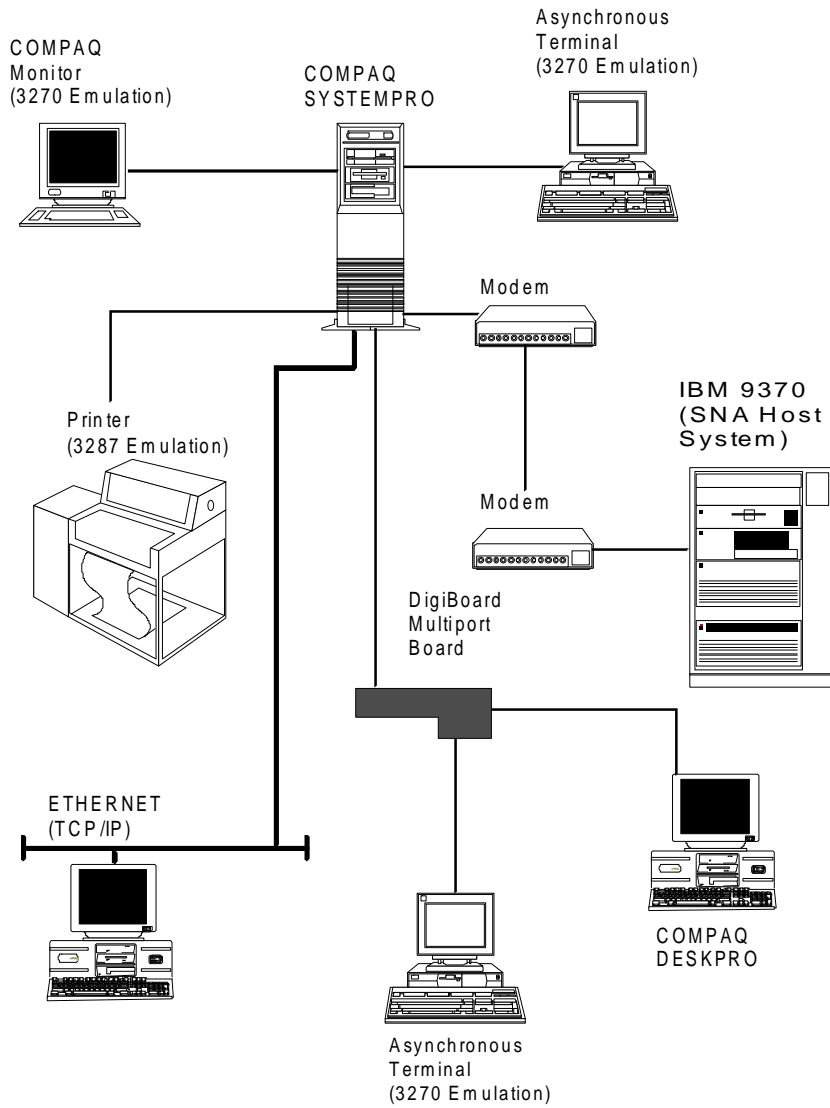 COMPAQ
Monitor
(3270 Emulation)
COMPAQ
SYSTEMPRO
Asynchronous
Terminal
(3270 Emulation)
Modem
Printer
(3287 Emulation)
IBM 9370
(SNA Host
System)
Modem
DigiBoard
Multiport
Board
ETHERNET
(TCP/IP)
COMPAQ
DESKPRO
Asynchronous
Terminal
(3270 Emulation)